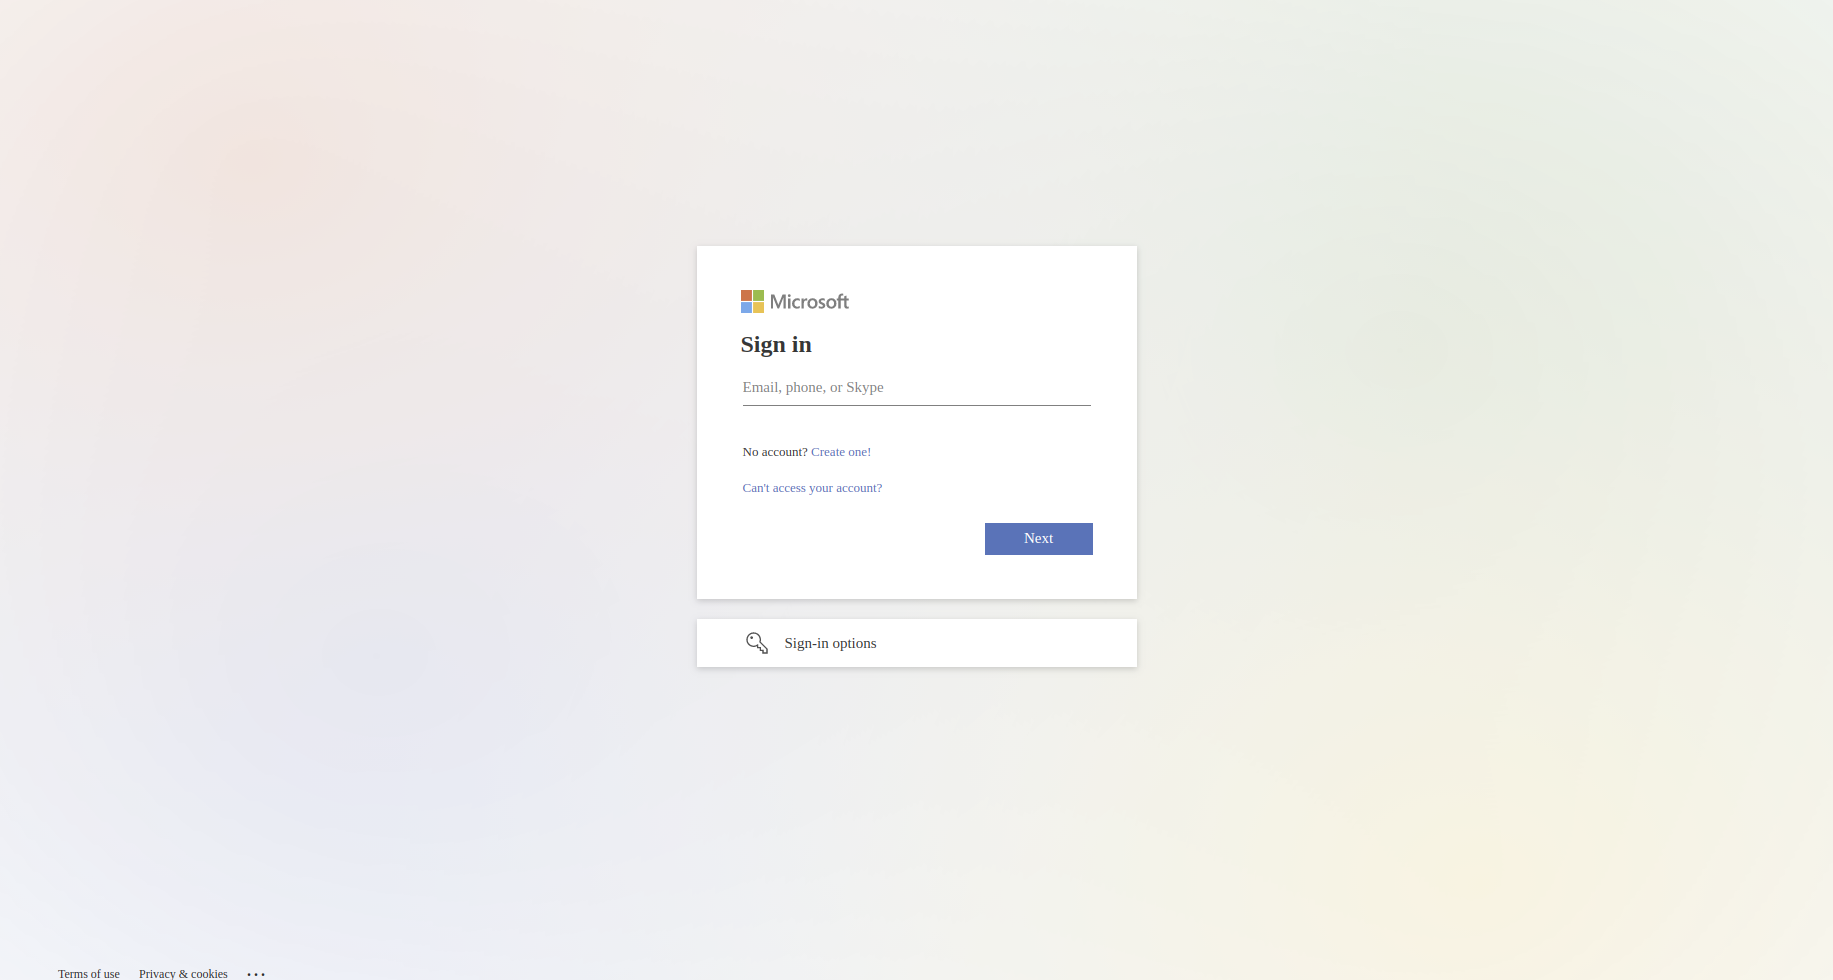 Microsoft
Sign in
Email, phone, or Skype
No account? Create one!
Can't access your account?
Next
Sign-in options
Terms of use Privacy & cookies ...